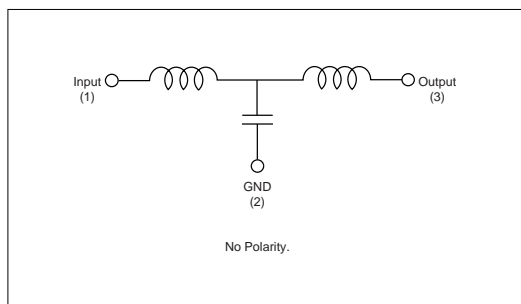 Input
(1)
Output
(3)
GND
(2)
No Polarity.